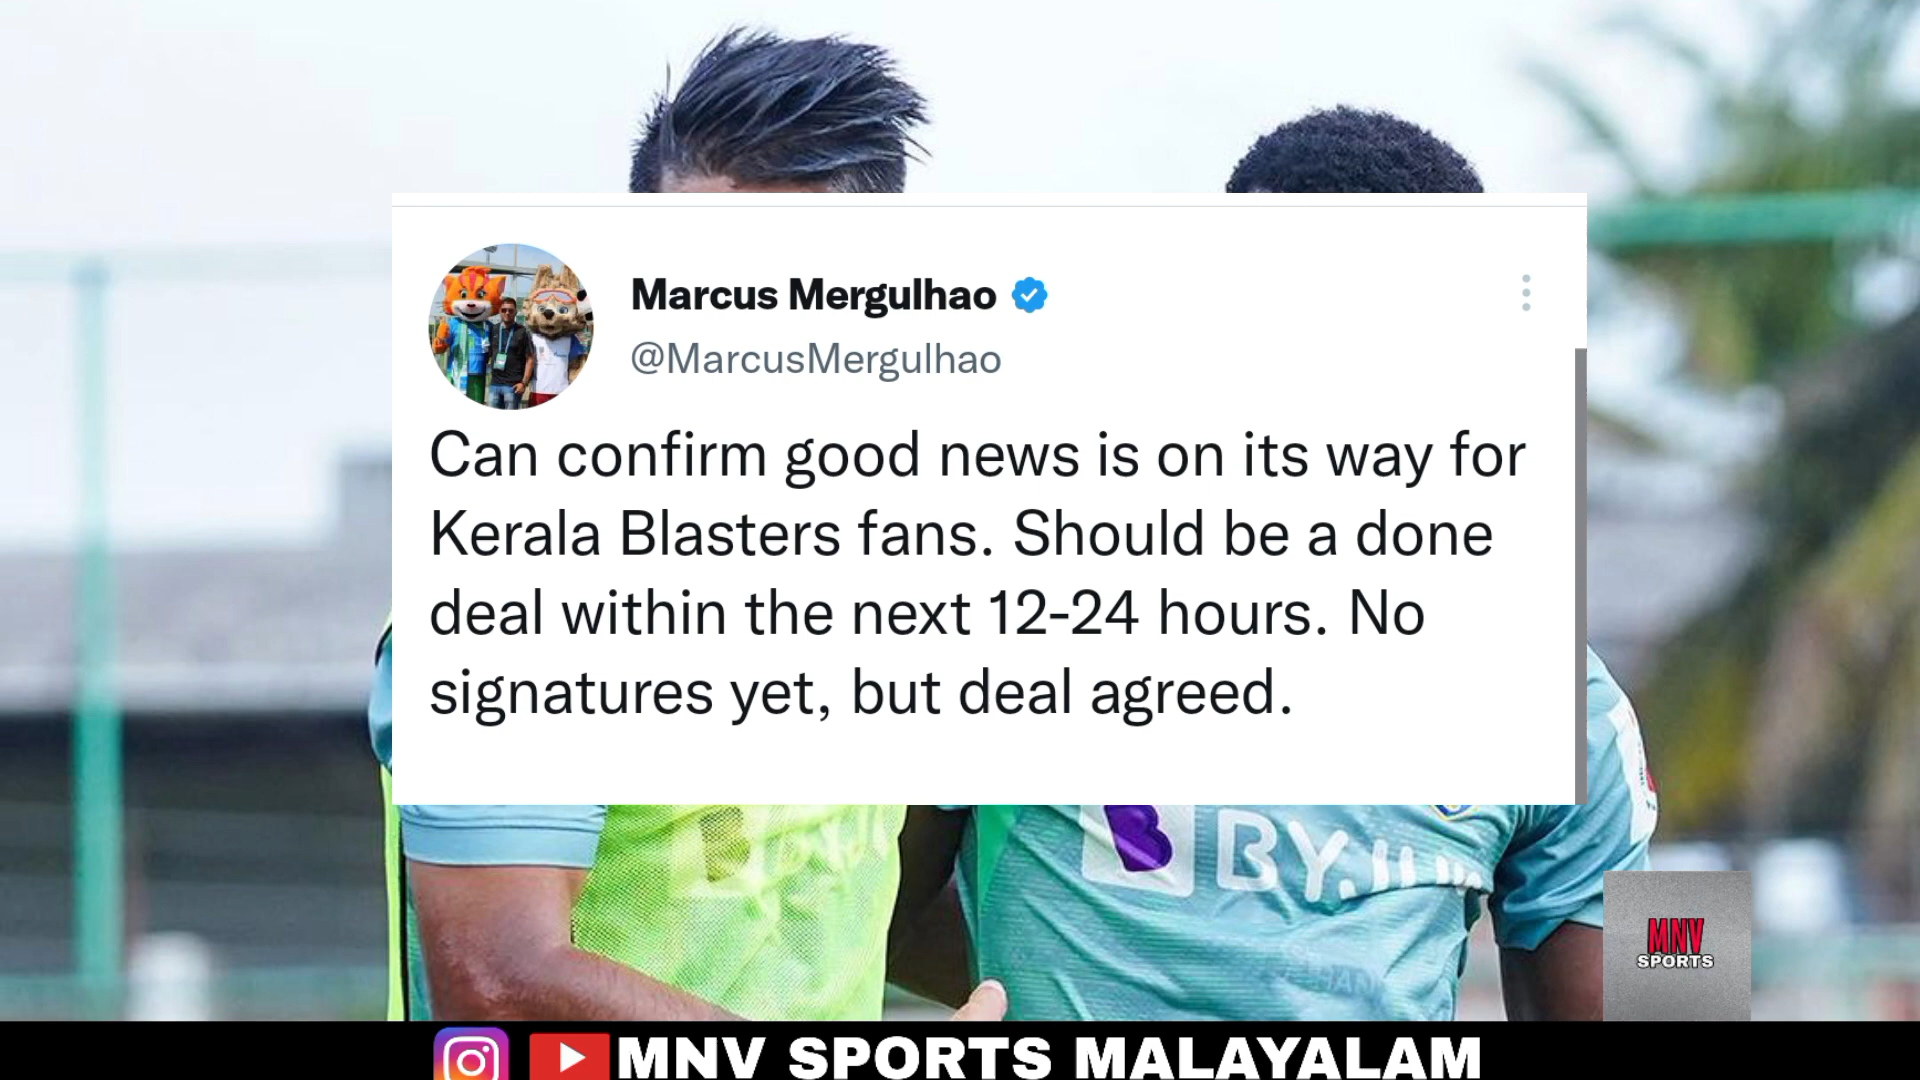 Marcus Mergulhao
@MarcusMergulhao
Can confirm good news is on its way for
Kerala Blasters fans. Should be a done
deal within the next 12-24 hours. No
signatures yet, but deal agreed.
B BYJU
MNV
SPORTS
MNV SPORTS MALAYALAM